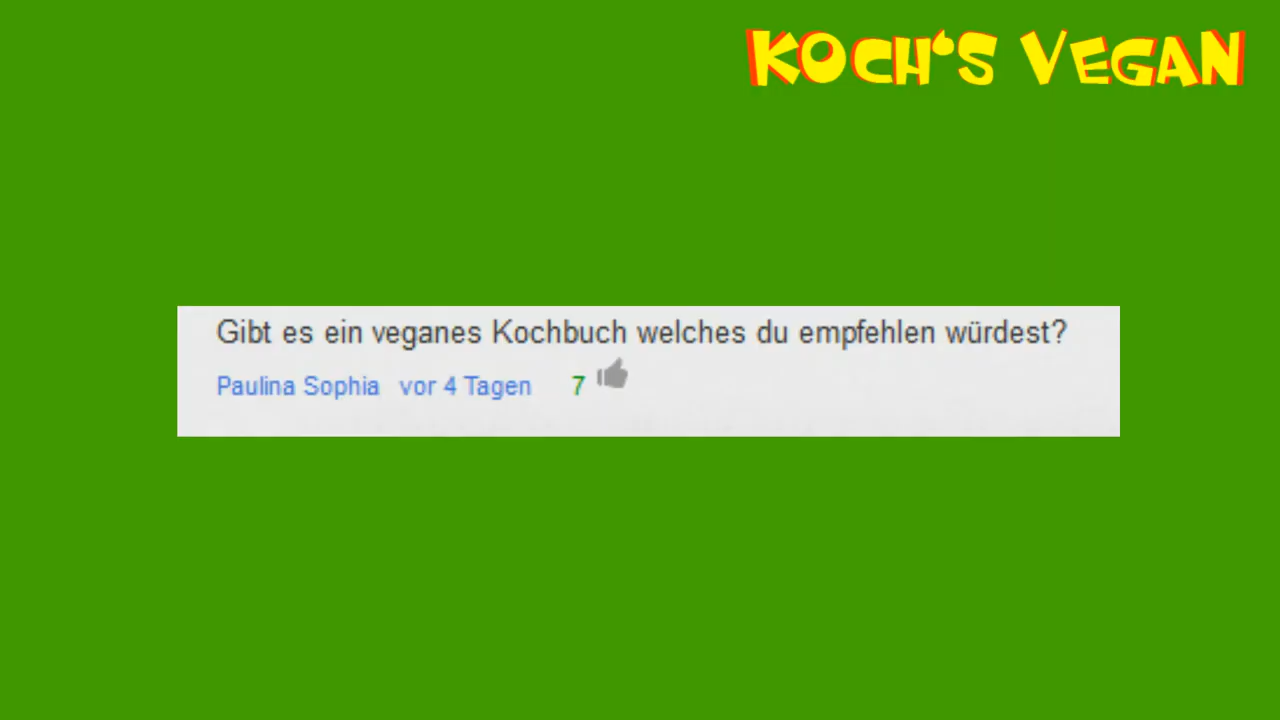 KOCH'S VEGAN
Gibt es ein veganes Kochbuch welches du empfehlen würdest?
Paulina Sophia vor 4 Tagen 7